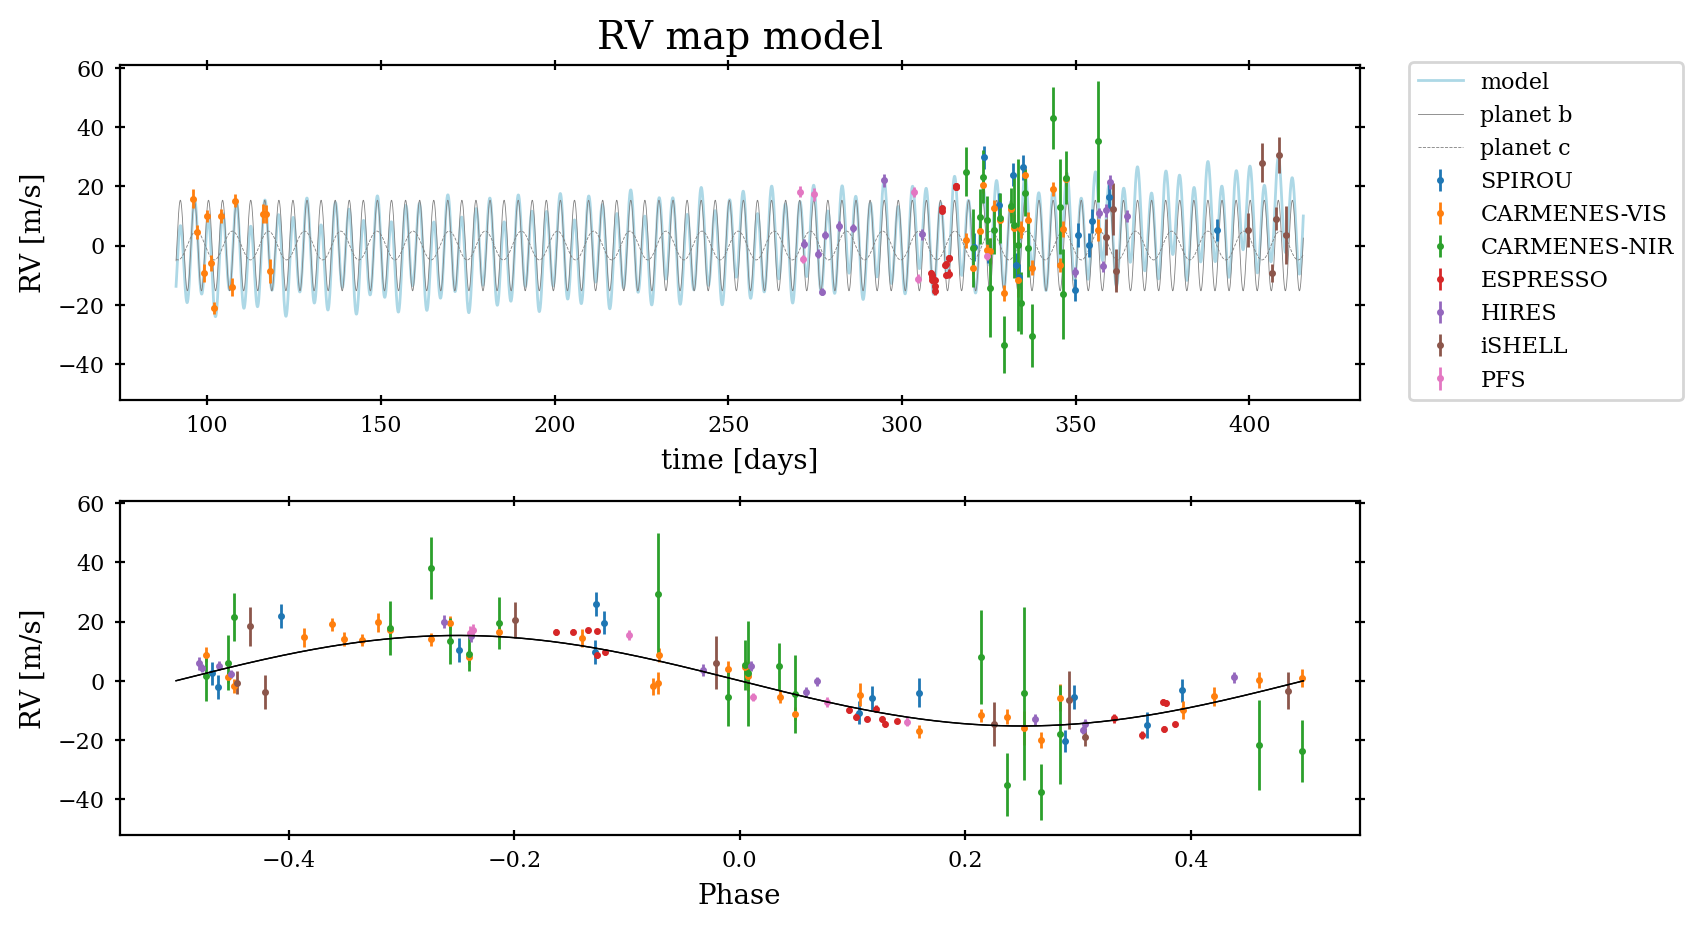 RV map model
60
40
20
0
−20
−40
RV [m/s]
100 150 200 250 300 350 400
time [days]
model
planet b
planet c
SPIROU
CARMENES-VIS
CARMENES-NIR
ESPRESSO
HIRES
iSHELL
PFS
60
40
20
0
−20
−40
RV [m/s]
−0.4 −0.2 0.0 0.2 0.4
Phase